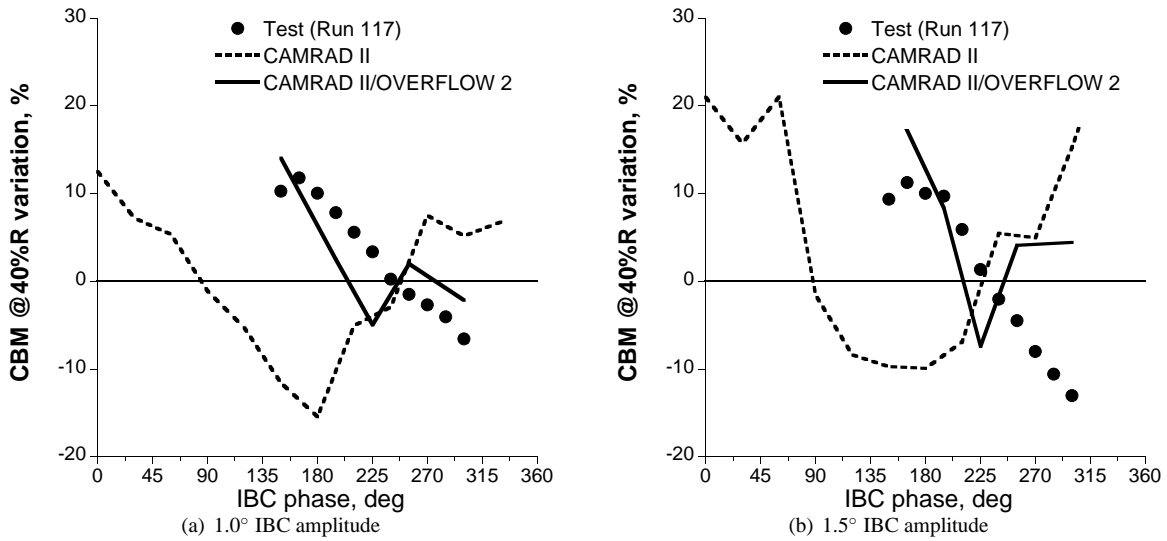 30
20
10
0
-10
-20
CBM @40%R variation, %
Test (Run 117)
CAMRAD II
CAMRAD II/OVERFLOW 2
0 45 90 135 180 225 270 315 360
IBC phase, deg
(a) 1.0° IBC amplitude
30
20
10
0
-10
-20
CBM @40%R variation, %
Test (Run 117)
CAMRAD II
CAMRAD II/OVERFLOW 2
0 45 90 135 180 225 270 315 360
IBC phase, deg
(b) 1.5° IBC amplitude